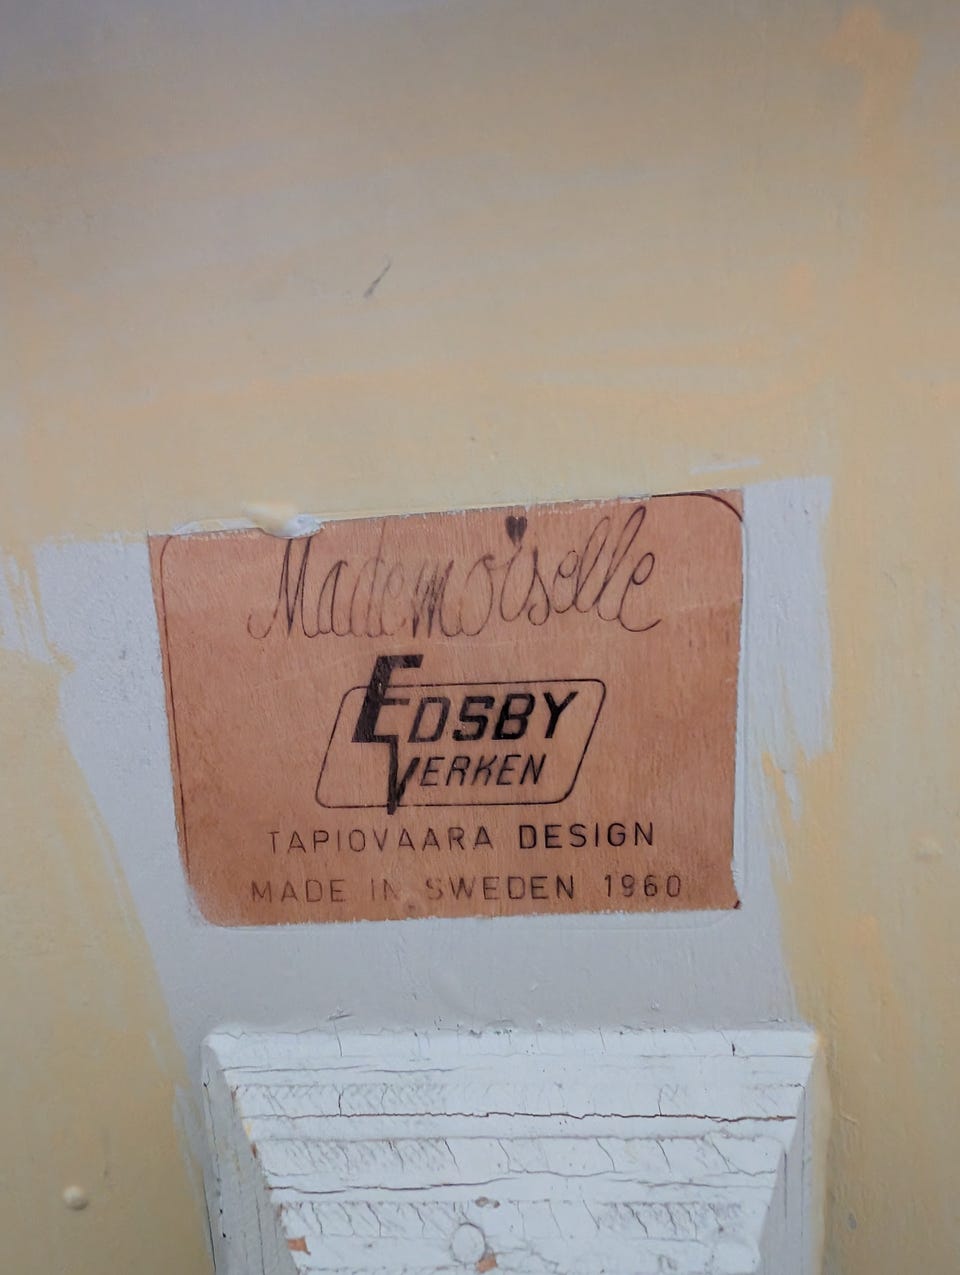 Mademoiselle
EDSBY
VERKEN
TAPIOVAARA DESIGN
MADE IN SWEDEN 1960